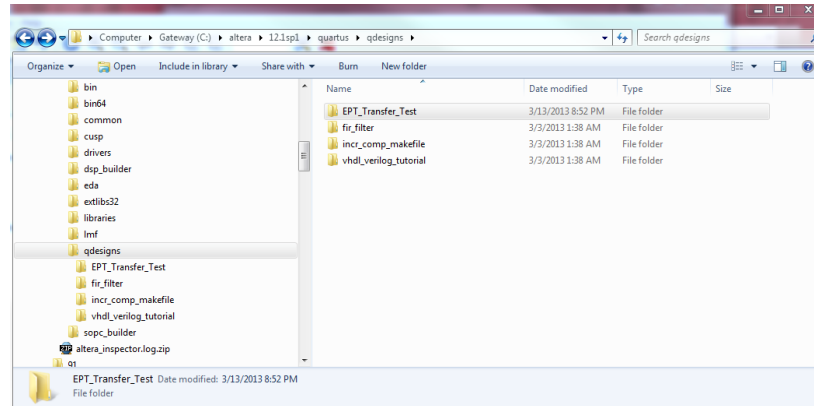 Computer ▸ Gateway (C:) ▸ altera ▸ 12.1sp1 ▸ quartus ▸ qdesigns ▸
Search qdesigns
Organize ▾ Open Include in library ▾ Share with ▾ Burn New folder
bin
bin64
common
cusp
drivers
dsp_builder
eda
extlibs32
libraries
lmf
qdesigns
EPT_Transfer_Test
fir_filter
incr_comp_makefile
vhdl_verilog_tutorial
sopc_builder
altera_inspector.log.zip
91
Name Date modified Type Size
EPT_Transfer_Test 3/13/2013 8:52 PM File folder
fir_filter 3/3/2013 1:38 AM File folder
incr_comp_makefile 3/3/2013 1:38 AM File folder
vhdl_verilog_tutorial 3/3/2013 1:38 AM File folder
EPT_Transfer_Test Date modified: 3/13/2013 8:52 PM
File folder